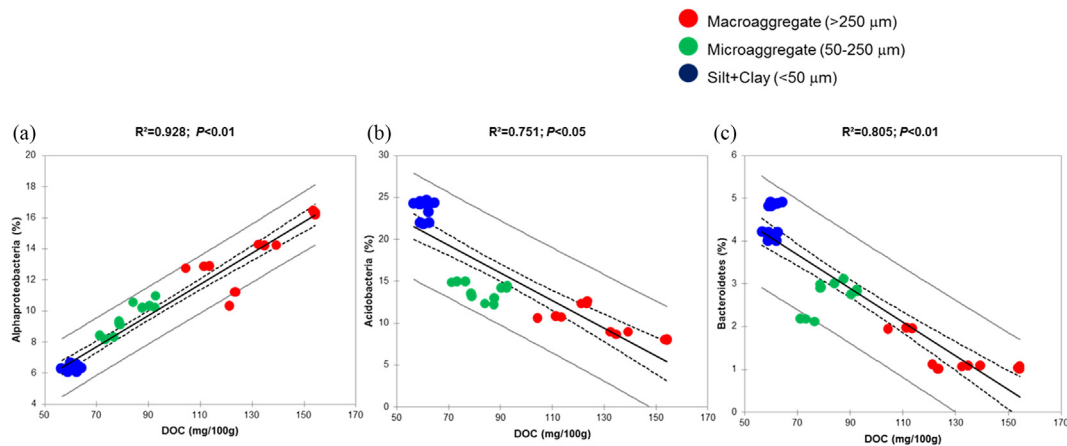 Macroaggregate (>250 μm)
Microaggregate (50-250 μm)
Silt+Clay (<50 μm)
(a)
R²=0.928; P<0.01
20
18
16
14
12
10
8
6
4
Alphaproteobacteria (%)
50 70 90 110 130 150 170
DOC (mg/100g)
(b)
R²=0.751; P<0.05
30
25
20
15
10
5
0
Acidobacteria (%)
50 70 90 110 130 150 170
DOC (mg/100g)
(c)
R²=0.805; P<0.01
6
5
4
3
2
1
0
Bacteroidetes (%)
50 70 90 110 130 150 170
DOC (mg/100g)